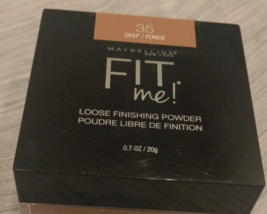 35
DEEP / FONCÉ
MAYBELLINE
NEW YORK
FIT
me!
LOOSE FINISHING POWDER
POUDRE LIBRE DE FINITION
0.7 OZ / 20g